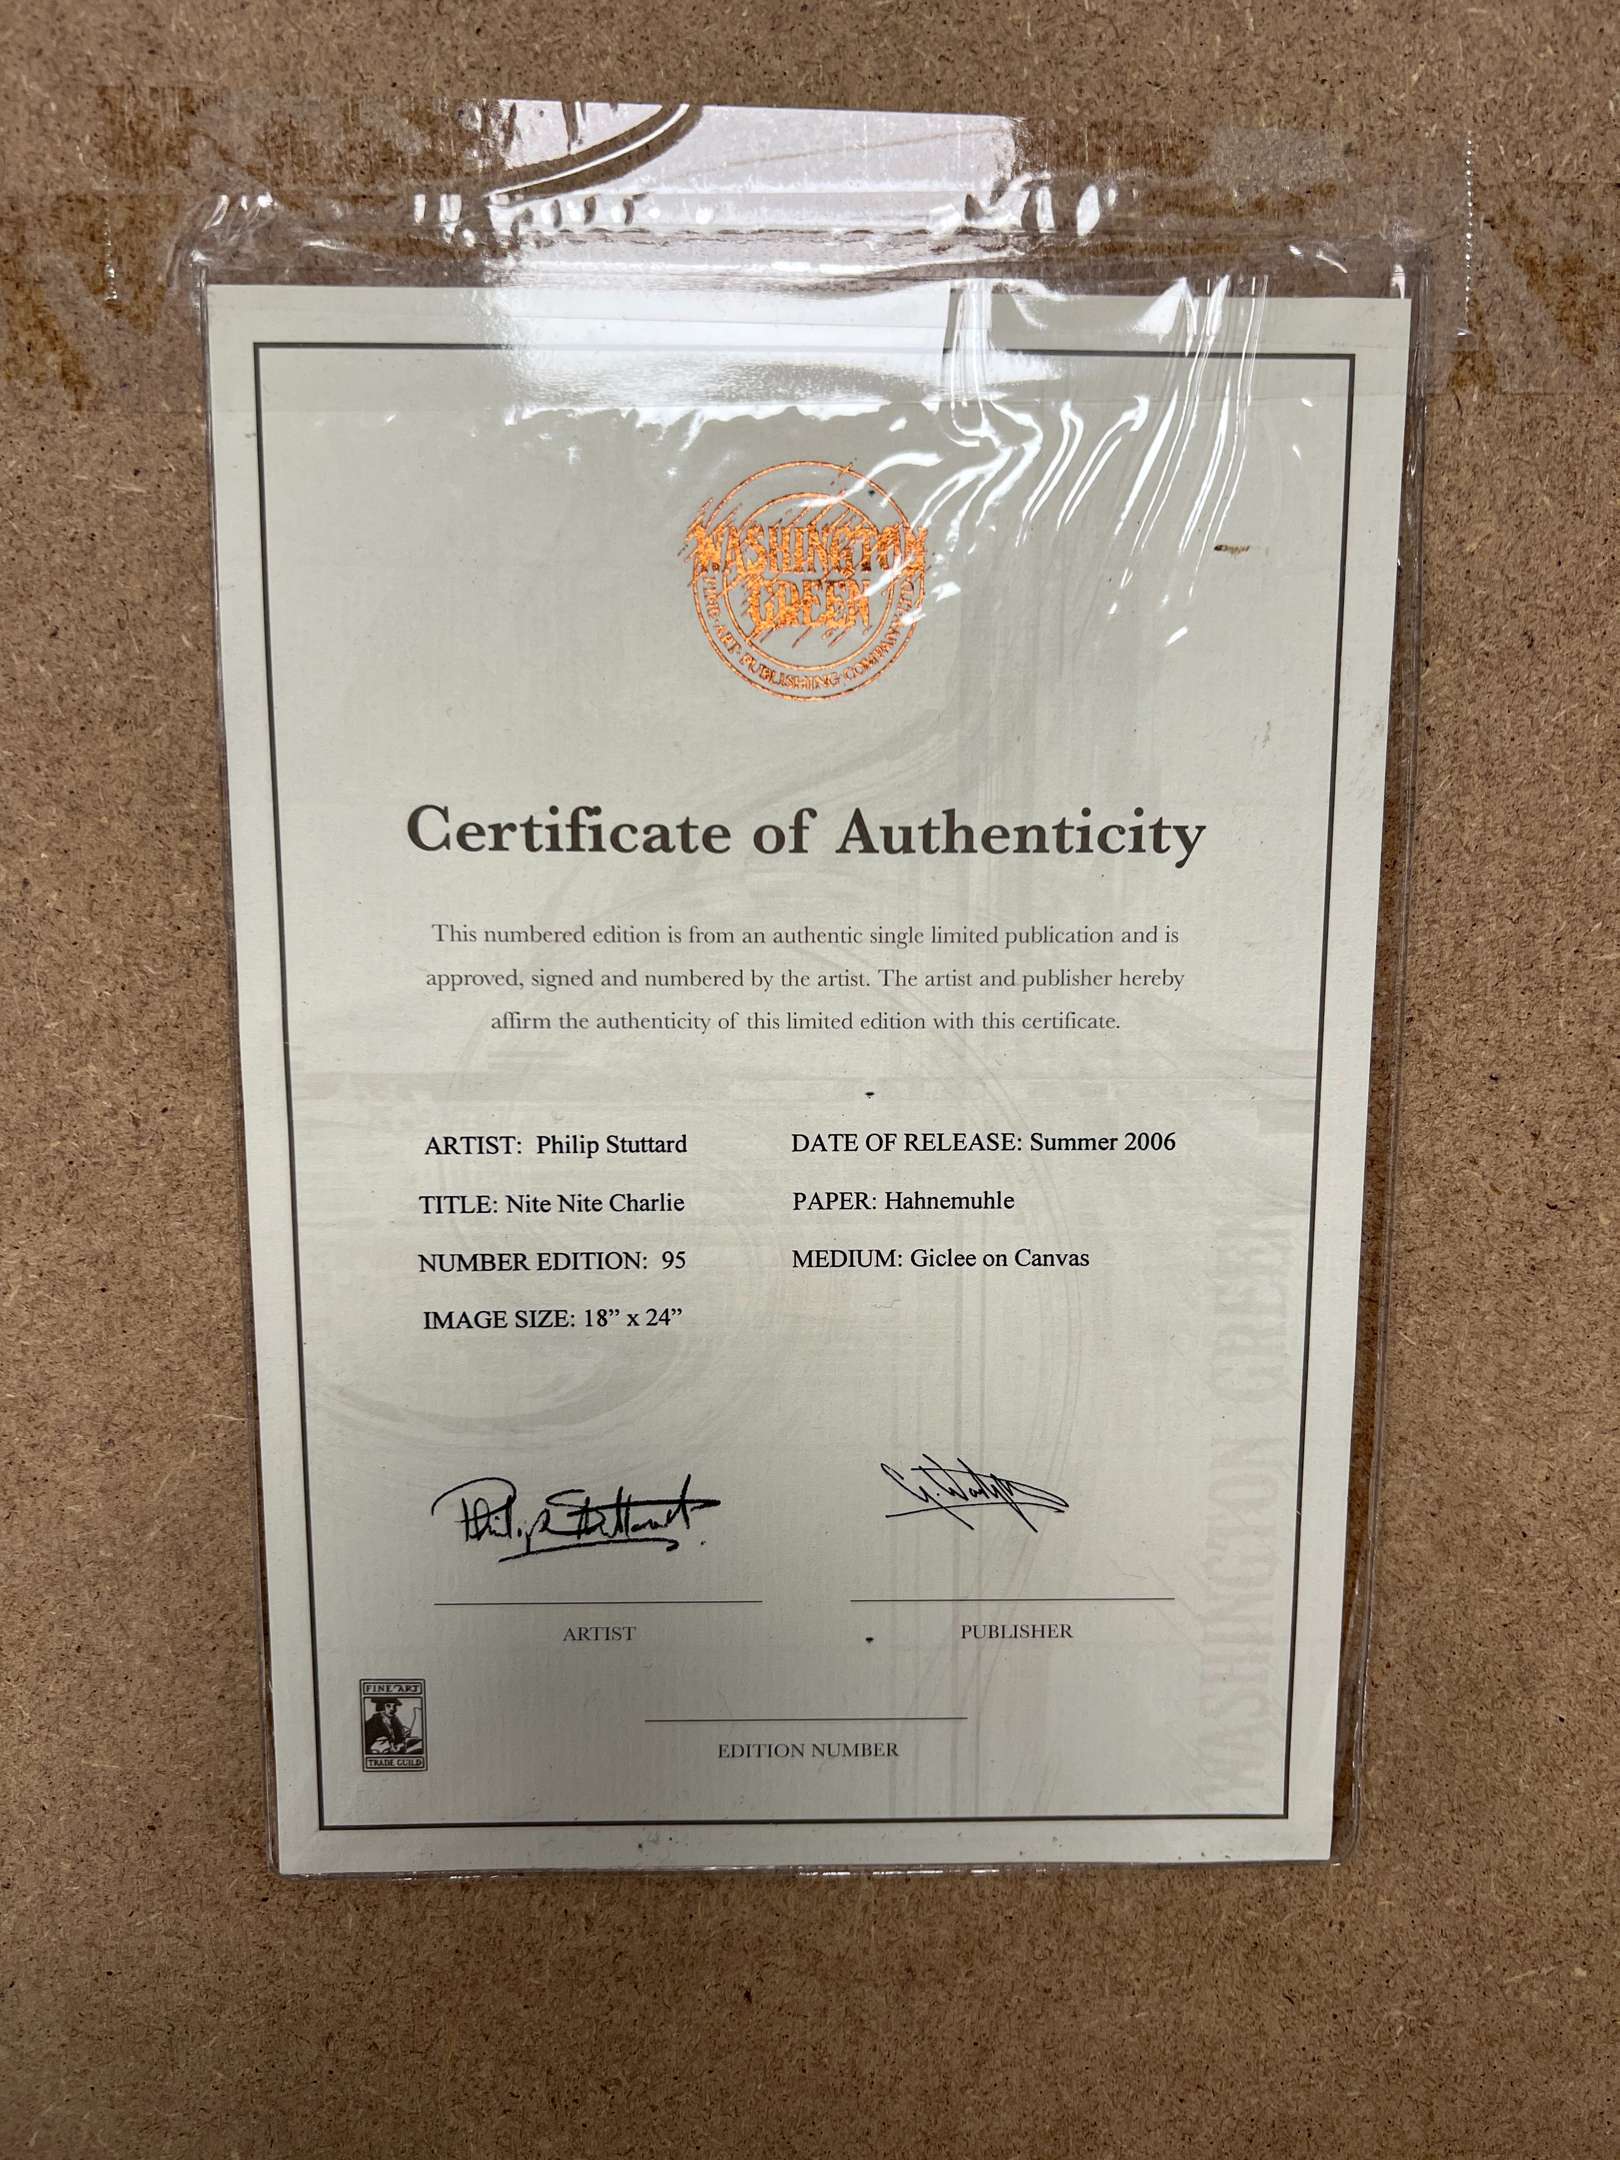 WASHINGTON
GREEN
FINE ART PUBLISHING COMPANY
Certificate of Authenticity
This numbered edition is from an authentic single limited publication and is
approved, signed and numbered by the artist. The artist and publisher hereby
affirm the authenticity of this limited edition with this certificate.
ARTIST: Philip Stuttard
DATE OF RELEASE: Summer 2006
TITLE: Nite Nite Charlie
PAPER: Hahnemuhle
NUMBER EDITION: 95
MEDIUM: Giclee on Canvas
IMAGE SIZE: 18” x 24”
Philip Stuttard
ARTIST
PUBLISHER
EDITION NUMBER
FINE ART
TRADE GUILD
WASHINGTON GREEN